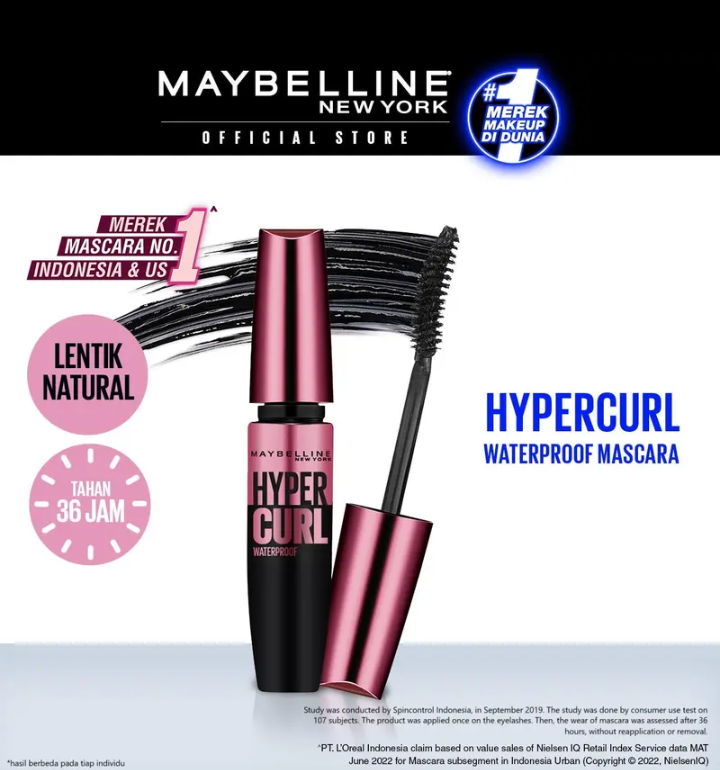 MAYBELLINE
NEW YORK
OFFICIAL STORE
#1
MEREK
MAKEUP
DI DUNIA
MEREK
MASCARA NO. 1^
INDONESIA & US
LENTIK
NATURAL
TAHAN
36 JAM
MAYBELLINE
NEW YORK
HYPER
CURL
WATERPROOF
HYPERCURL
WATERPROOF MASCARA
Study was conducted by Spincontrol Indonesia, in September 2019. The study was done by consumer use test on
107 subjects. The product was applied once on the eyelashes. Then, the wear of mascara was assessed after 36
hours, without reapplication or removal.
^PT. L'Oreal Indonesia claim based on value sales of Nielsen IQ Retail Index Service data MAT
June 2022 for Mascara subsegment in Indonesia Urban (Copyright © 2022, NielsenIQ)
*hasil berbeda pada tiap individu